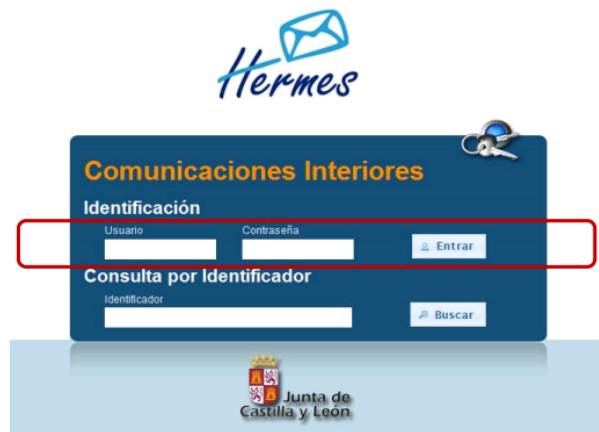 Hermes
Comunicaciones Interiores
Identificación
Usuario Contraseña
Entrar
Consulta por Identificador
Identificador
Buscar
Junta de
Castilla y León